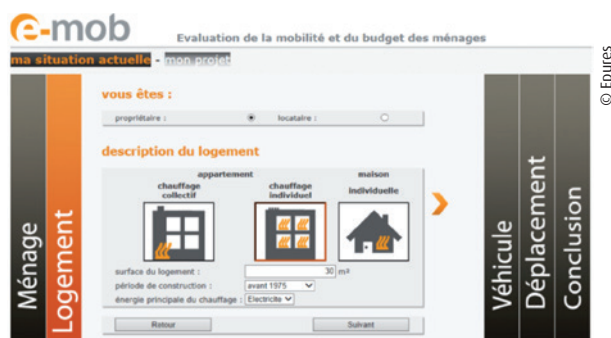 e-mob
Evaluation de la mobilité et du budget des ménages
ma situation actuelle - mon projet
© Epures
Ménage
Logement
vous êtes :
propriétaire :
locataire :
description du logement
appartement
maison
chauffage
collectif
chauffage
individuel
individuelle
surface du logement : 30 m²
période de construction : avant 1975
énergie principale du chauffage : Electricite
Retour
Suivant
Véhicule
Déplacement
Conclusion